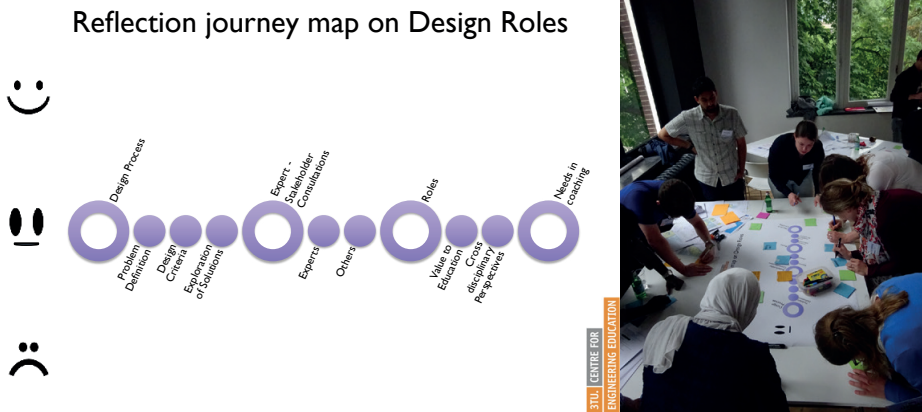 Reflection journey map on Design Roles
Design Process
Problem
Definition
Design
Criteria
Exploration
of Solutions
Expert -
Stakeholder
Consultations
Experts
Others
Roles
Value to
Education
Cross
disciplinary
Perspectives
Needs in
coaching
3TU. CENTRE FOR
ENGINEERING EDUCATION